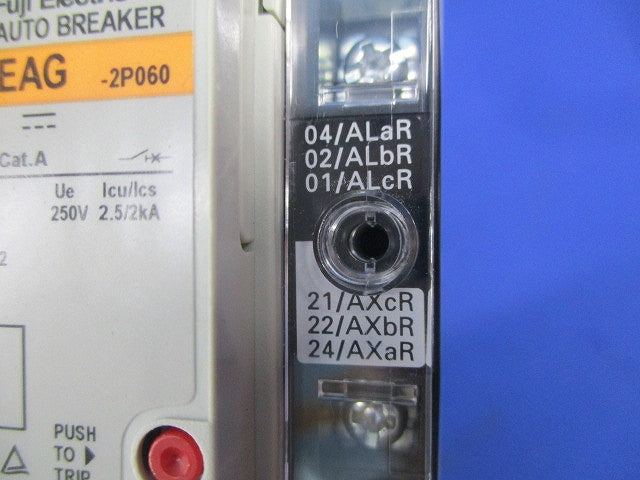 Fuji Electric
AUTO BREAKER
EAG -2P060
Cat.A
Ue Icu/Ics
250V 2.5/2kA
2
PUSH
TO ▶
TRIP
04/ALaR
02/ALbR
01/ALcR
21/AXcR
22/AXbR
24/AXaR